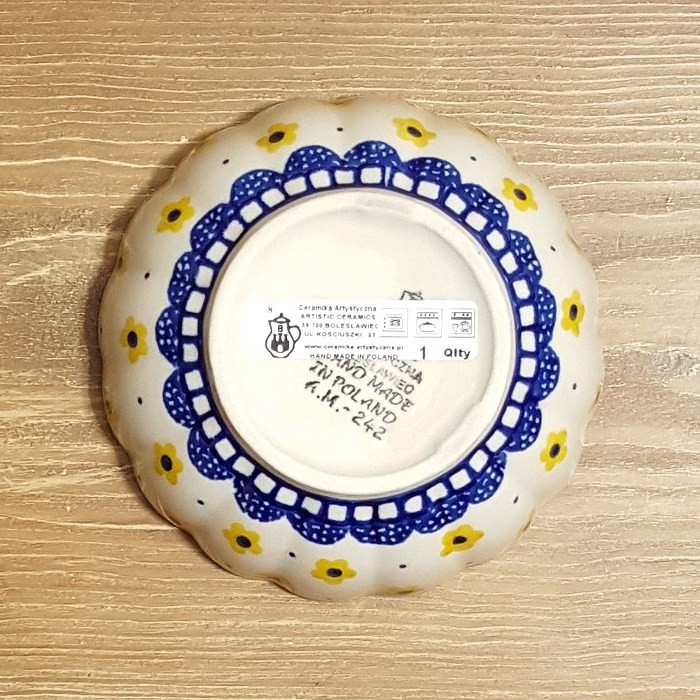 N
B
Ceramika Artystyczna
ARTISTIC CERAMICS
59 700 BOLESLAWIEC
UL KOSCIUSZKI 23
www.ceramika-artystyczna.pl
HAND MADE IN POLAND
1 Qlty
HAND MADE
IN POLAND
A.M.-242